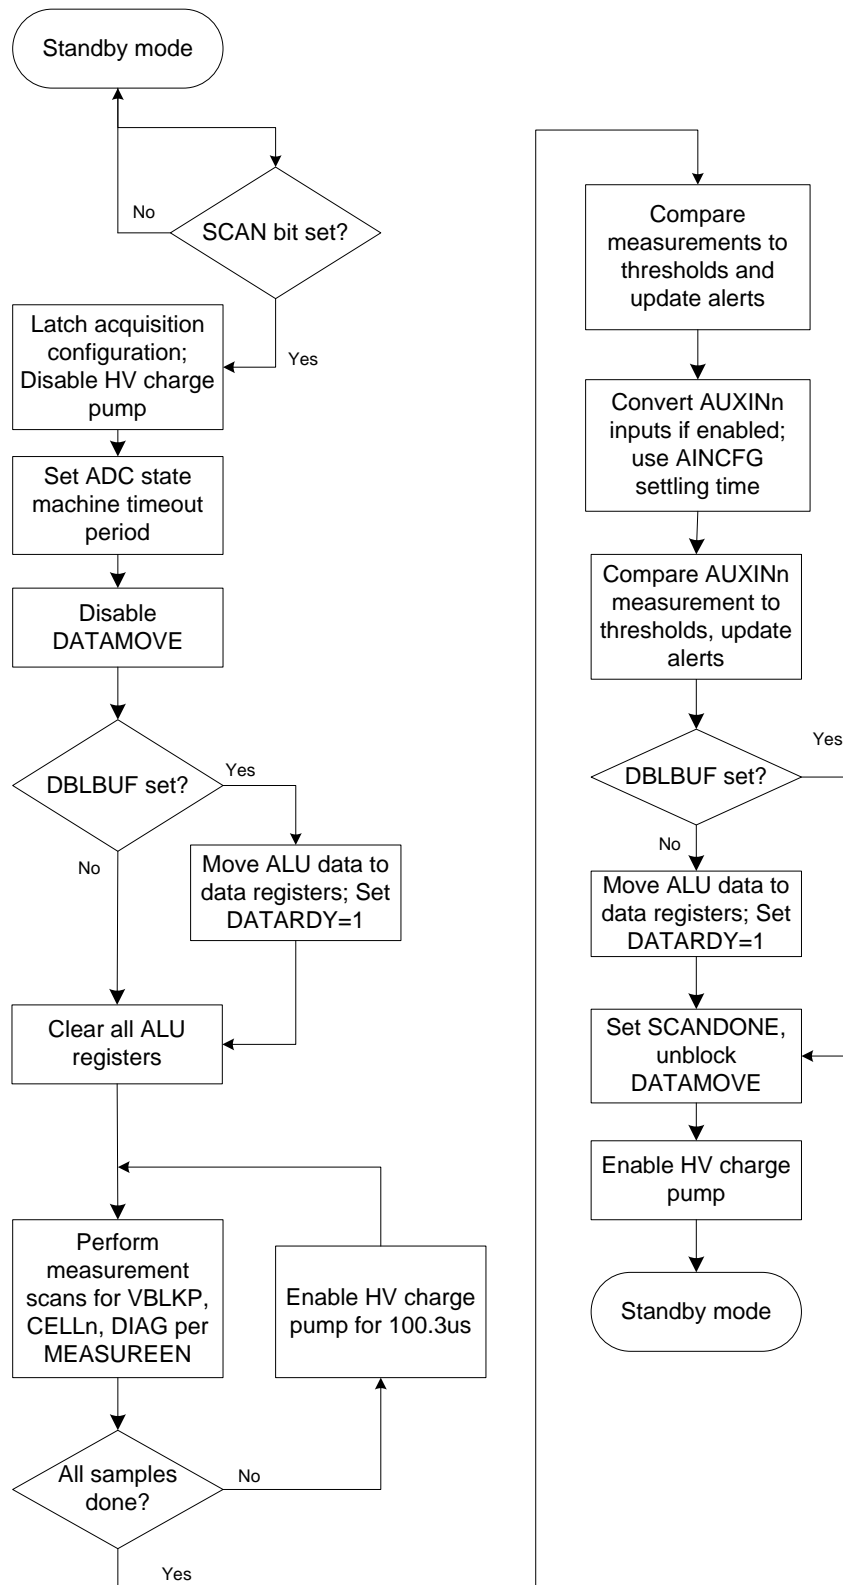 Standby mode
No
SCAN bit set?
Yes
Latch acquisition
configuration;
Disable HV charge
pump
Set ADC state
machine timeout
period
Disable
DATAMOVE
DBLBUF set?
Yes
No
Move ALU data to
data registers; Set
DATARDY=1
Clear all ALU
registers
Perform
measurement
scans for VBLKP,
CELLn, DIAG per
MEASUREEN
Enable HV charge
pump for 100.3us
All samples
done?
No
Yes
Compare
measurements to
thresholds and
update alerts
Convert AUXINn
inputs if enabled;
use AINCFG
settling time
Compare AUXINn
measurement to
thresholds, update
alerts
DBLBUF set?
Yes
No
Move ALU data to
data registers; Set
DATARDY=1
Set SCANDONE,
unblock
DATAMOVE
Enable HV charge
pump
Standby mode